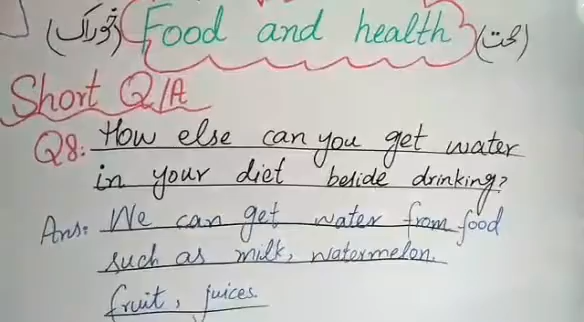 (خوراک) Food and health (صحت)
Short Q/A
Q8: How else can you get water
in your diet beside drinking?
Ans: We can get water from food
such as milk, watermelon.
fruit, juices.